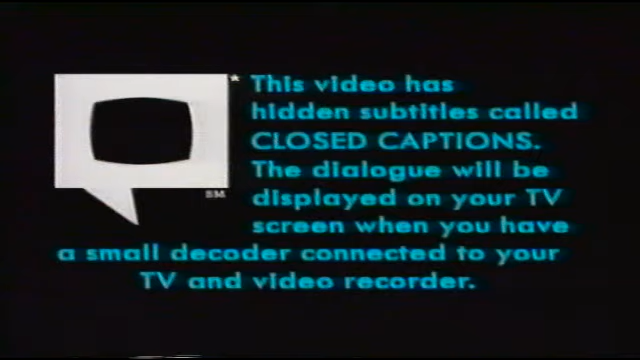 * This video has
hidden subtitles called
CLOSED CAPTIONS.
The dialogue will be
displayed on your TV
SM
screen when you have
a small decoder connected to your
TV and video recorder.